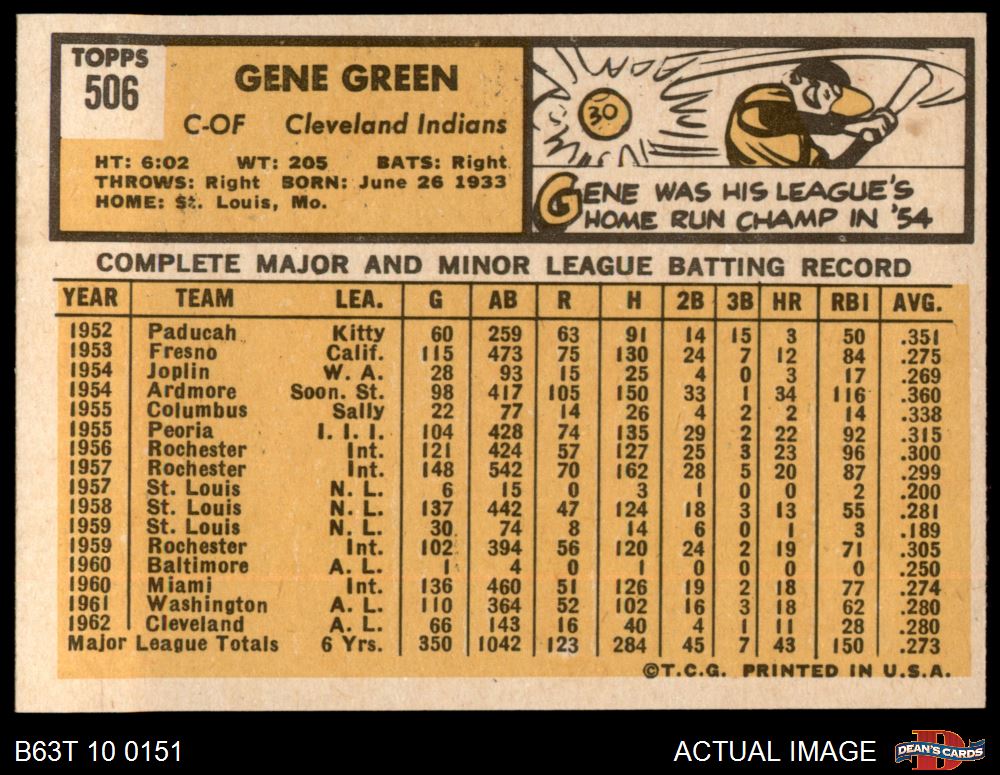 TOPPS
506
GENE GREEN
C-OF Cleveland Indians
HT: 6:02 WT: 205 BATS: Right
THROWS: Right BORN: June 26 1933
HOME: St. Louis, Mo.
30
GENE WAS HIS LEAGUE'S
HOME RUN CHAMP IN '54
COMPLETE MAJOR AND MINOR LEAGUE BATTING RECORD
YEAR TEAM LEA. G AB R H 2B 3B HR RBI AVG.
1952 Paducah Kitty 60 259 63 91 14 15 3 50 .351
1953 Fresno Calif. 115 473 75 130 24 7 12 84 .275
1954 Joplin W. A. 28 93 15 25 4 0 3 17 .269
1954 Ardmore Soon. St. 98 417 105 150 33 1 34 116 .360
1955 Columbus Sally 22 77 14 26 4 2 2 14 .338
1955 Peoria I. I. I. 104 428 74 135 29 2 22 92 .315
1956 Rochester Int. 121 424 57 127 25 3 23 96 .300
1957 Rochester Int. 148 542 70 162 28 5 20 87 .299
1957 St. Louis N. L. 6 15 0 3 1 0 0 2 .200
1958 St. Louis N. L. 137 442 47 124 18 3 13 55 .281
1959 St. Louis N. L. 30 74 8 14 6 0 1 3 .189
1959 Rochester Int. 102 394 56 120 24 2 19 71 .305
1960 Baltimore A. L. 1 4 0 1 0 0 0 0 .250
1960 Miami Int. 136 460 51 126 19 2 18 77 .274
1961 Washington A. L. 110 364 52 102 16 3 18 62 .280
1962 Cleveland A. L. 66 143 16 40 4 1 11 28 .280
Major League Totals 6 Yrs. 350 1042 123 284 45 7 43 150 .273
©T.C.G. PRINTED IN U.S.A.
B63T 10 0151
ACTUAL IMAGE
DEAN'S CARDS